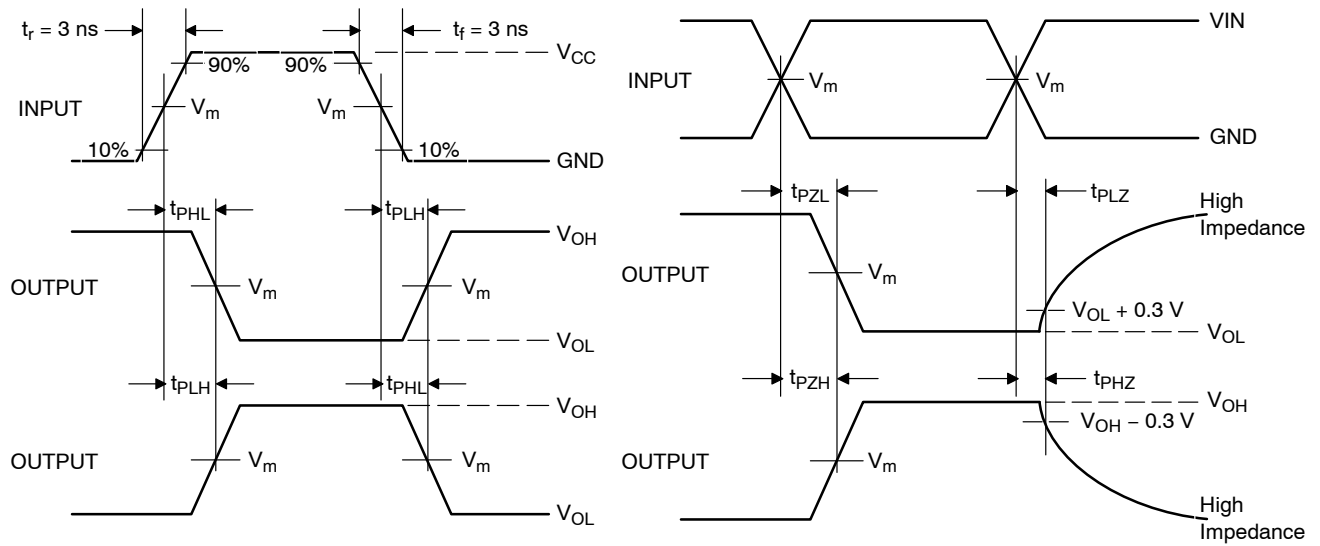 t_r = 3 ns
t_f = 3 ns
V_CC
90% 90%
INPUT
V_m
V_m
10%
10%
GND
t_PHL
t_PLH
V_OH
OUTPUT
V_m
V_m
V_OL
t_PLH
t_PHL
V_OH
OUTPUT
V_m
V_m
V_OL
VIN
INPUT
V_m
V_m
GND
t_PZL
t_PLZ
High
Impedance
OUTPUT
V_m
V_OL + 0.3 V
V_OL
t_PZH
t_PHZ
V_OH
V_OH − 0.3 V
OUTPUT
V_m
High
Impedance